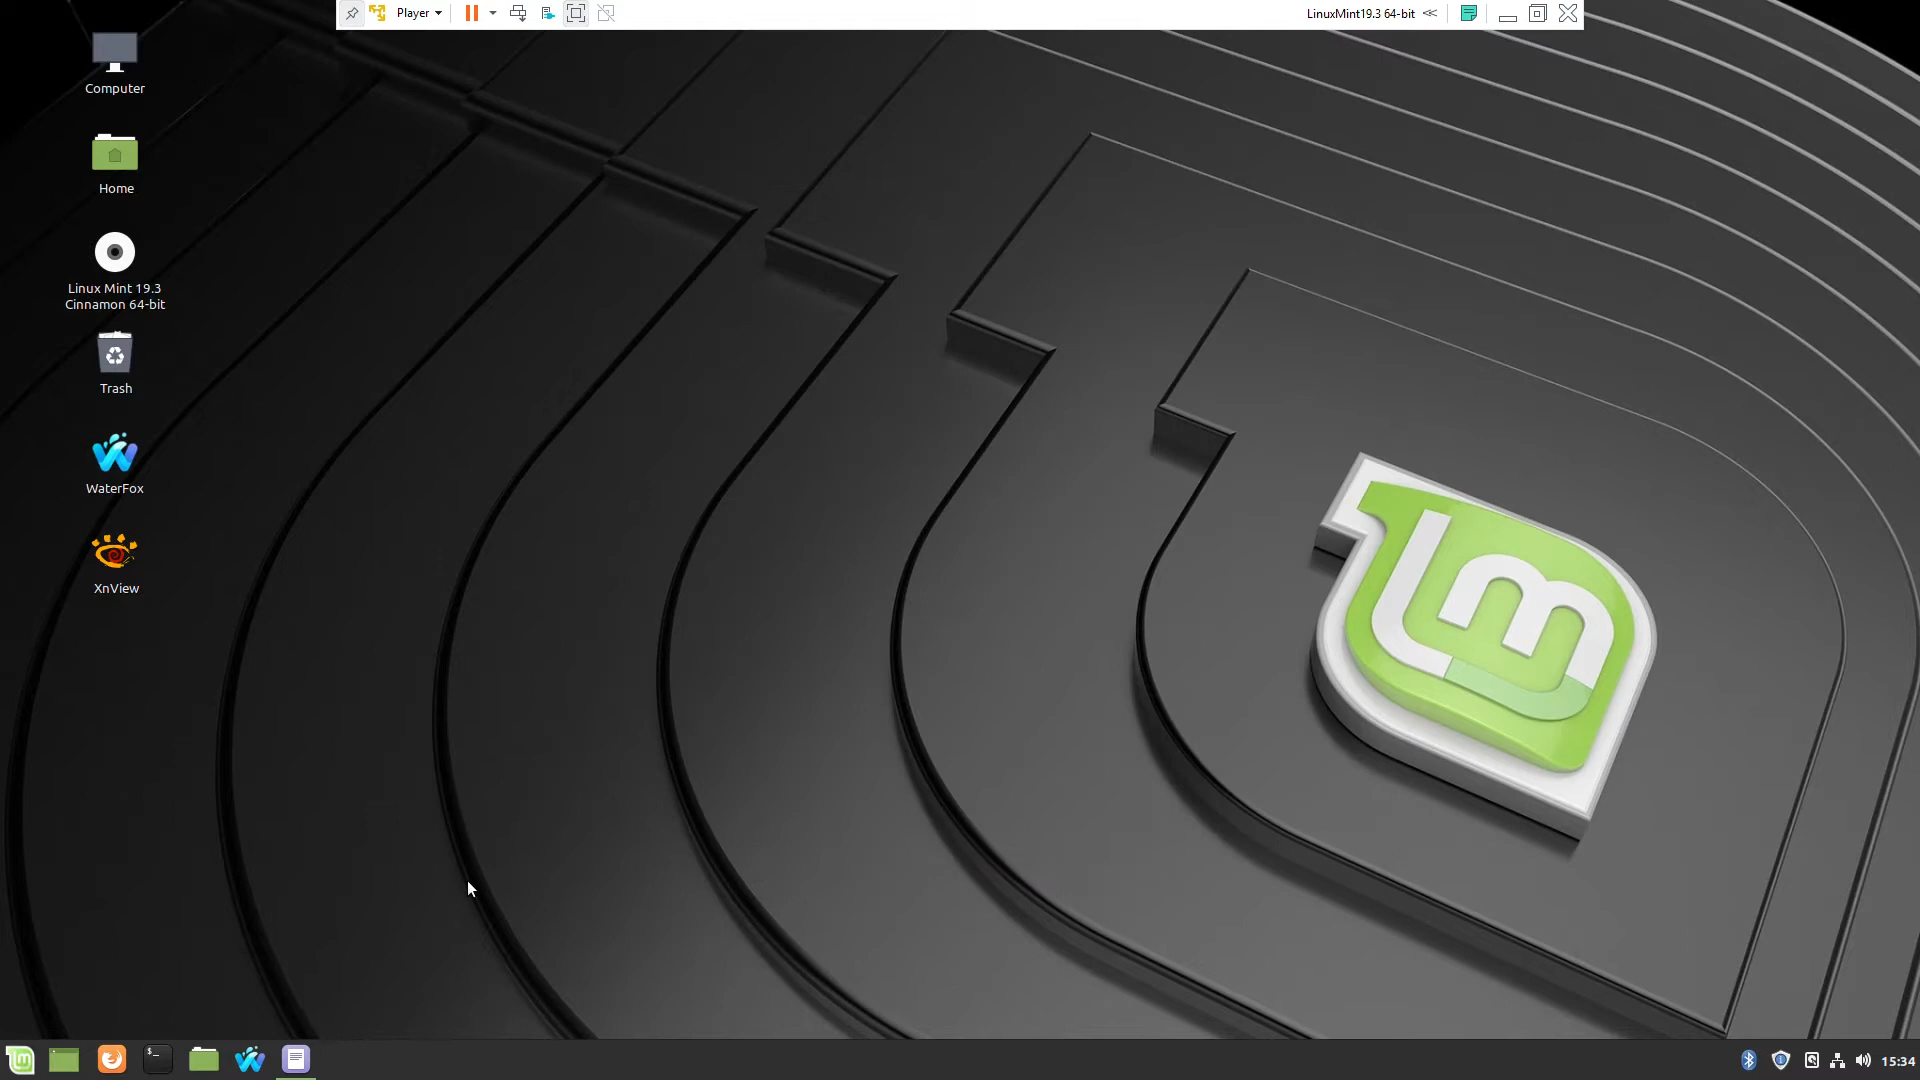 Player
LinuxMint19.3 64-bit
Computer
Home
Linux Mint 19.3
Cinnamon 64-bit
Trash
WaterFox
XnView
lm
15:34